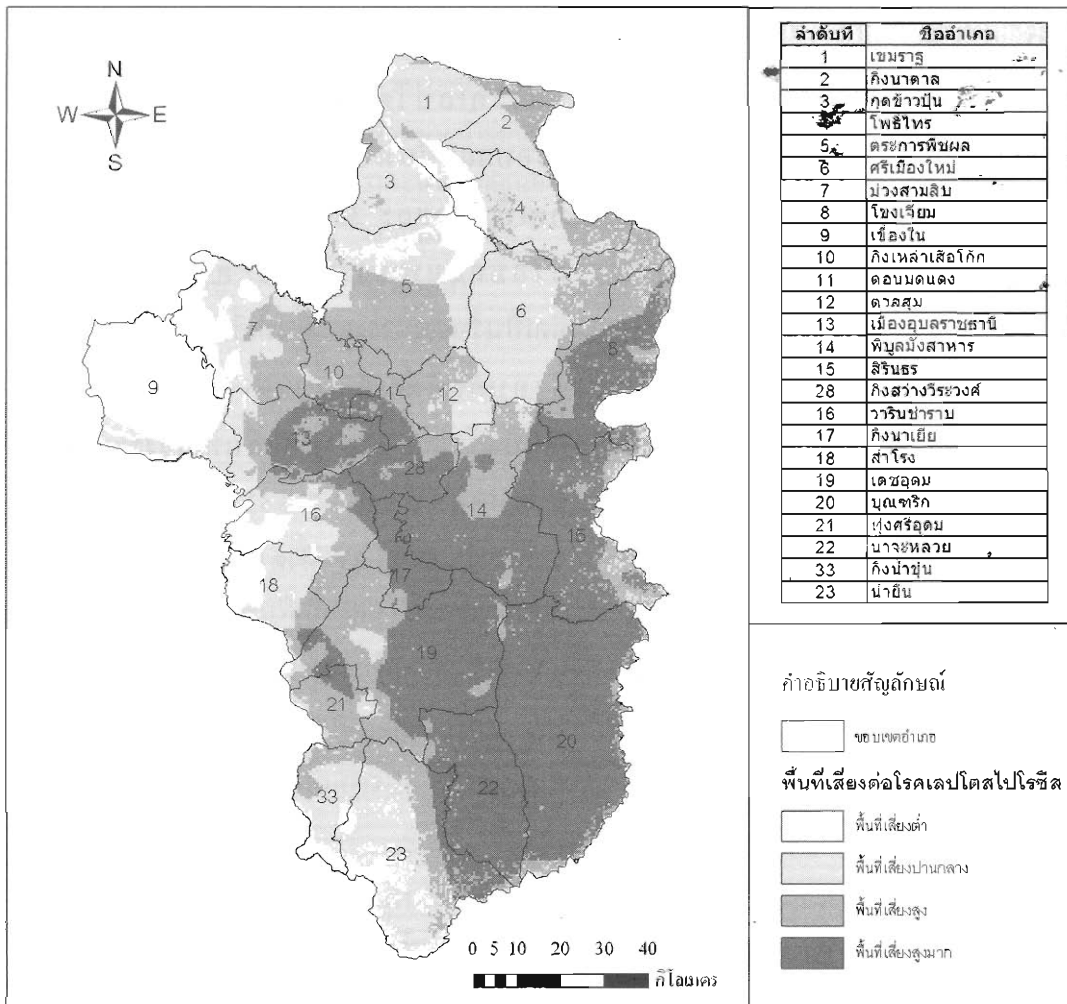 N
W E
S
1
2
3
4
5
6
7
8
9
10
11
12
13
28
14
15
16
17
18
19
20
21
22
33
23
0 5 10 20 30 40
กิโลเมตร
ลำดับที่ ชื่ออำเภอ
1 เขมราฐ
2 กิ่งนาตาล
3 กุดข้าวปุ้น
โพธิ์ไทร
5 ตระการพืชผล
6 ศรีเมืองใหม่
7 ม่วงสามสิบ
8 โขงเจียม
9 เขื่องใน
10 กิ่งเหล่าเสือโก้ก
11 ดอนมดแดง
12 ตาลสุม
13 เมืองอุบลราชธานี
14 พิบูลมังสาหาร
15 สิรินธร
28 กิ่งสว่างวีระวงศ์
16 วารินชำราบ
17 กิ่งนาเยีย
18 สำโรง
19 เดชอุดม
20 บุณฑริก
21 ทุ่งศรีอุดม
22 นาจะหลวย
33 กิ่งน้ำขุ่น
23 น้ำยืน
คำอธิบายสัญลักษณ์
ขอบเขตอำเภอ
พื้นที่เสี่ยงต่อโรคเลปโตสไปโรซีส
พื้นที่เสี่ยงต่ำ
พื้นที่เสี่ยงปานกลาง
พื้นที่เสี่ยงสูง
พื้นที่เสี่ยงสูงมาก